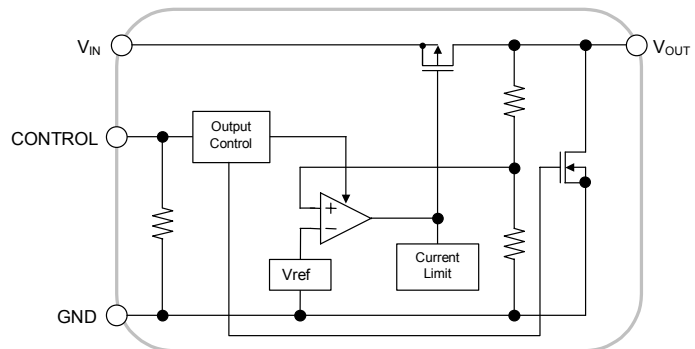 VIN
VOUT
CONTROL
Output
Control
+
−
Current
Limit
Vref
GND